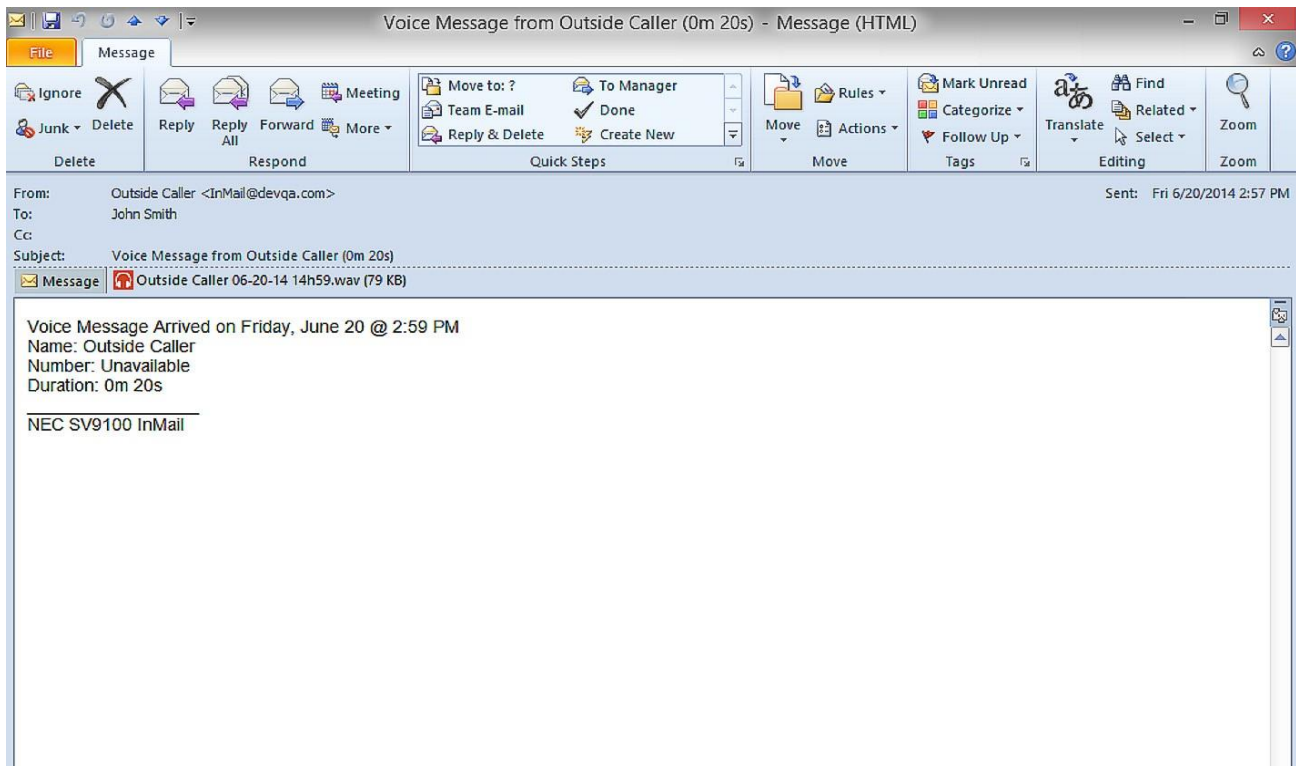 Voice Message from Outside Caller (0m 20s) - Message (HTML)
File Message
Ignore
Junk
Delete
Reply
Reply All
Forward
Meeting
More
Move to: ?
To Manager
Team E-mail
Done
Reply & Delete
Create New
Move
Rules
Actions
Mark Unread
Categorize
Follow Up
Translate
Find
Related
Select
Zoom
Delete Respond Quick Steps Move Tags Editing Zoom
From: Outside Caller <InMail@devqa.com> Sent: Fri 6/20/2014 2:57 PM
To: John Smith
Cc:
Subject: Voice Message from Outside Caller (0m 20s)
Message Outside Caller 06-20-14 14h59.wav (79 KB)
Voice Message Arrived on Friday, June 20 @ 2:59 PM
Name: Outside Caller
Number: Unavailable
Duration: 0m 20s
NEC SV9100 InMail